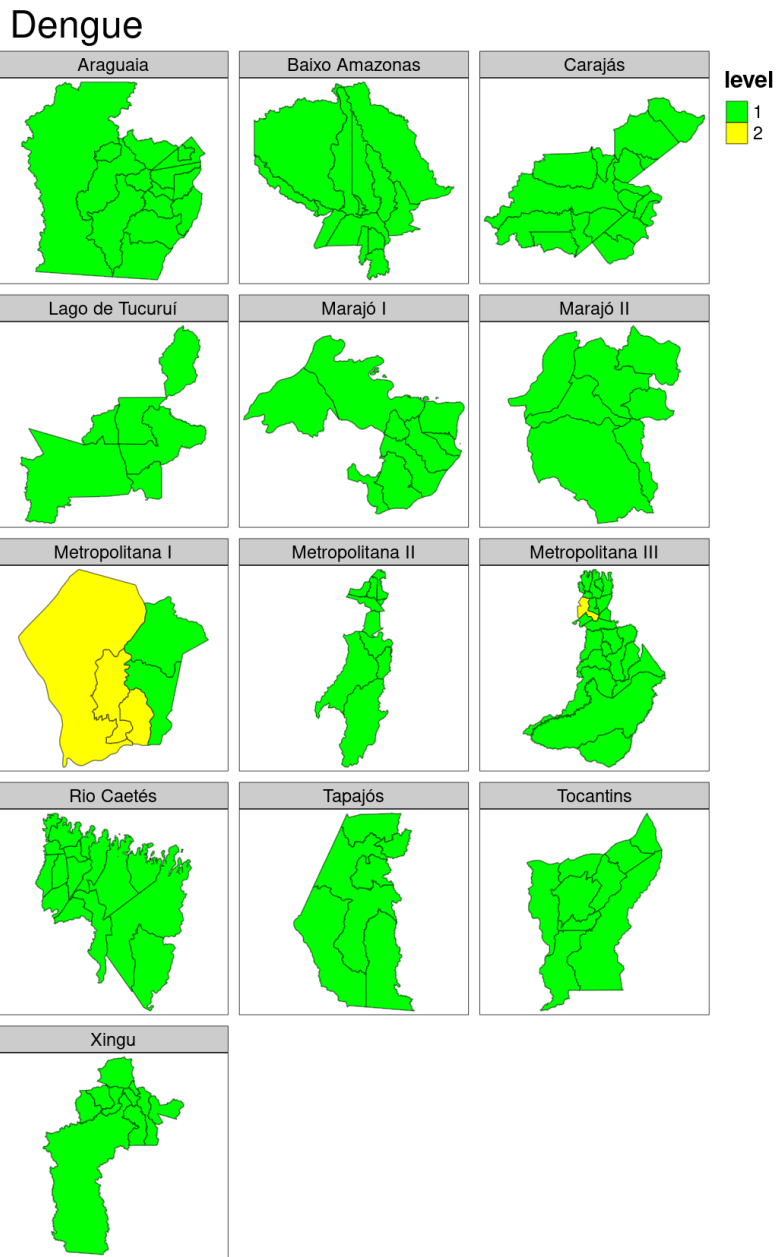 Dengue
Araguaia
Baixo Amazonas
Carajás
level
1
2
Lago de Tucuruí
Marajó I
Marajó II
Metropolitana I
Metropolitana II
Metropolitana III
Rio Caetés
Tapajós
Tocantins
Xingu